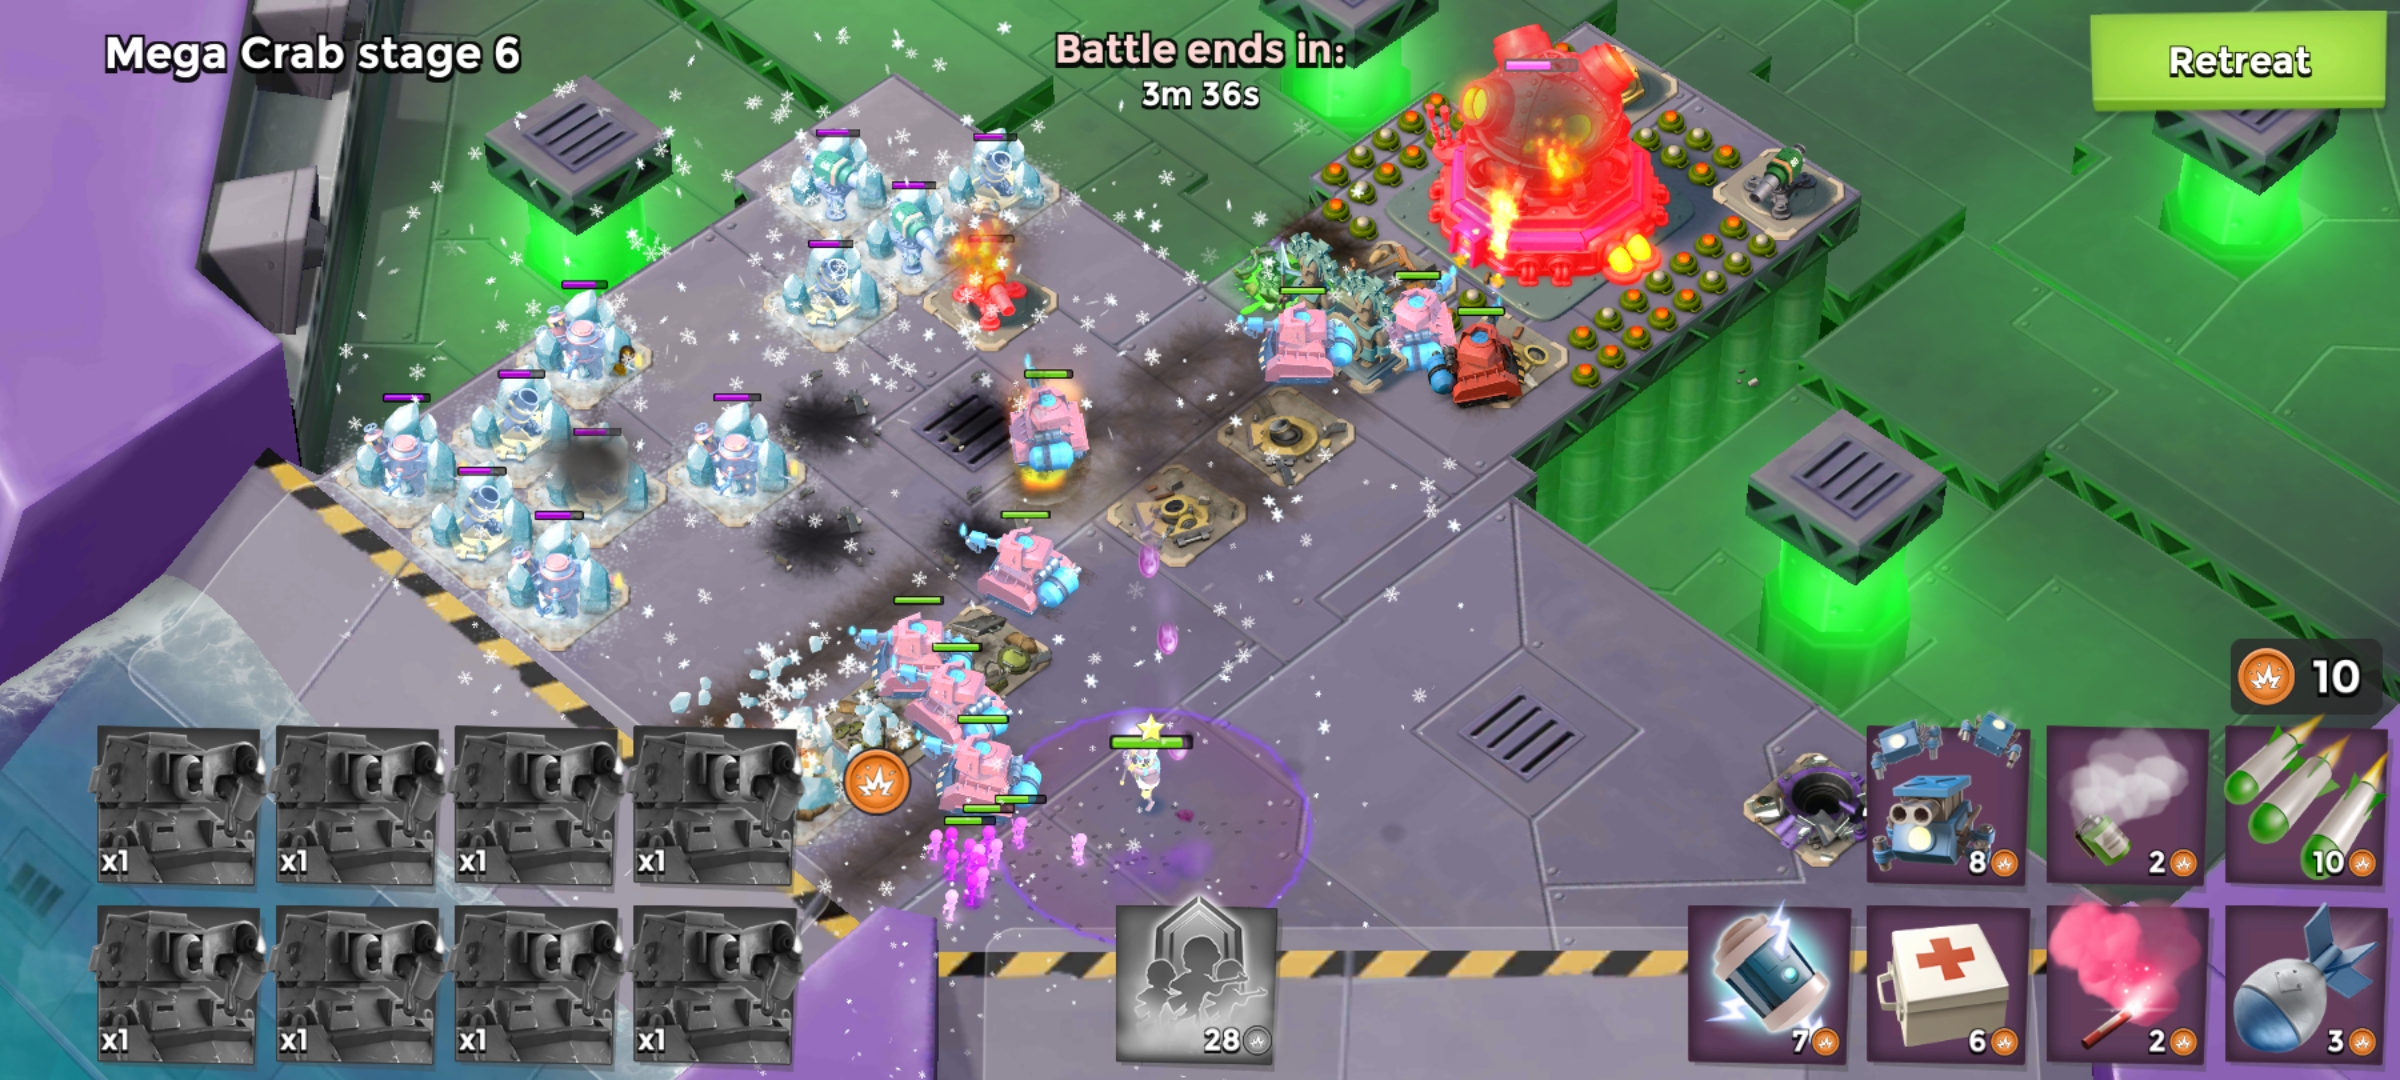 Mega Crab stage 6
Battle ends in:
3m 36s
Retreat
10
x1
x1
x1
x1
8
2
10
x1
x1
x1
x1
28
7
6
2
3